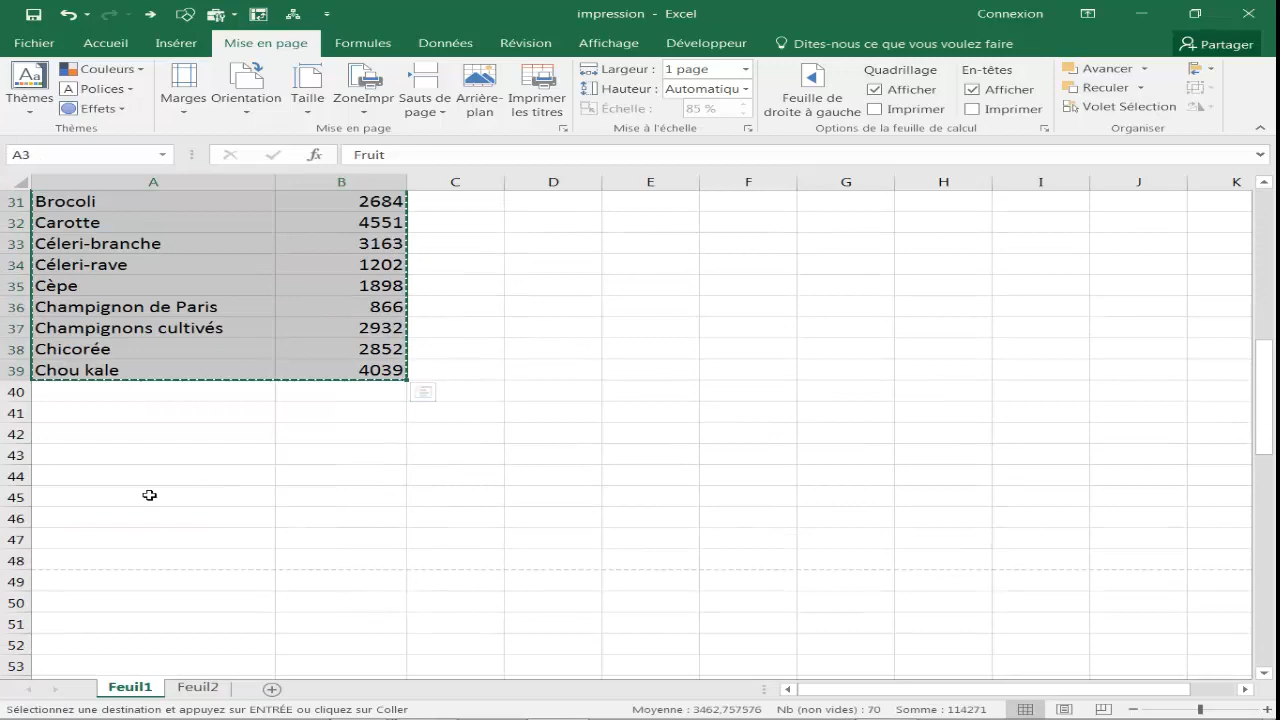 impression - Excel
Connexion
Fichier Accueil Insérer Mise en page Formules Données Révision Affichage Développeur Dites-nous ce que vous voulez faire Partager
Thèmes
Couleurs
Polices
Effets
Thèmes
Marges
Orientation
Taille
ZoneImpr
Sauts de page
Arrière-plan
Imprimer les titres
Mise en page
Largeur : 1 page
Hauteur : Automatiqu
Échelle : 85 %
Mise à l'échelle
Feuille de droite à gauche
Quadrillage
Afficher
Imprimer
En-têtes
Afficher
Imprimer
Options de la feuille de calcul
Avancer
Reculer
Volet Sélection
Organiser
A3 fx Fruit
A B C D E F G H I J K
31 Brocoli 2684
32 Carotte 4551
33 Céleri-branche 3163
34 Céleri-rave 1202
35 Cèpe 1898
36 Champignon de Paris 866
37 Champignons cultivés 2932
38 Chicorée 2852
39 Chou kale 4039
40
41
42
43
44
45
46
47
48
49
50
51
52
53
Feuil1 Feuil2
Sélectionnez une destination et appuyez sur ENTRÉE ou cliquez sur Coller Moyenne : 3462,757576 Nb (non vides) : 70 Somme : 114271